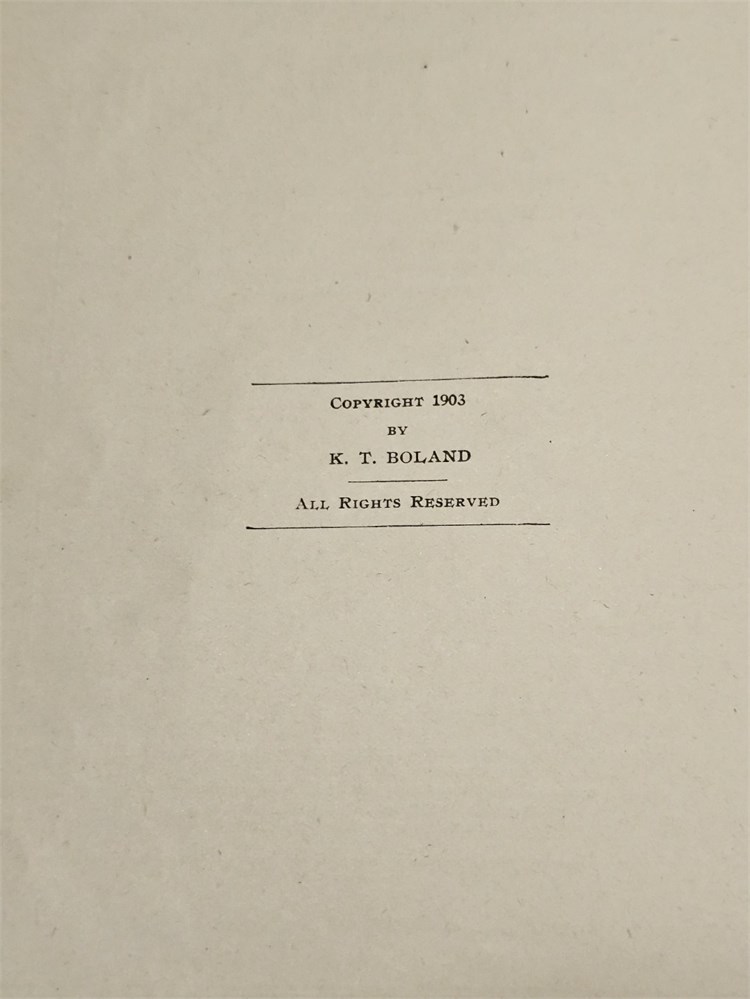 Copyright 1903
BY
K. T. BOLAND
All Rights Reserved